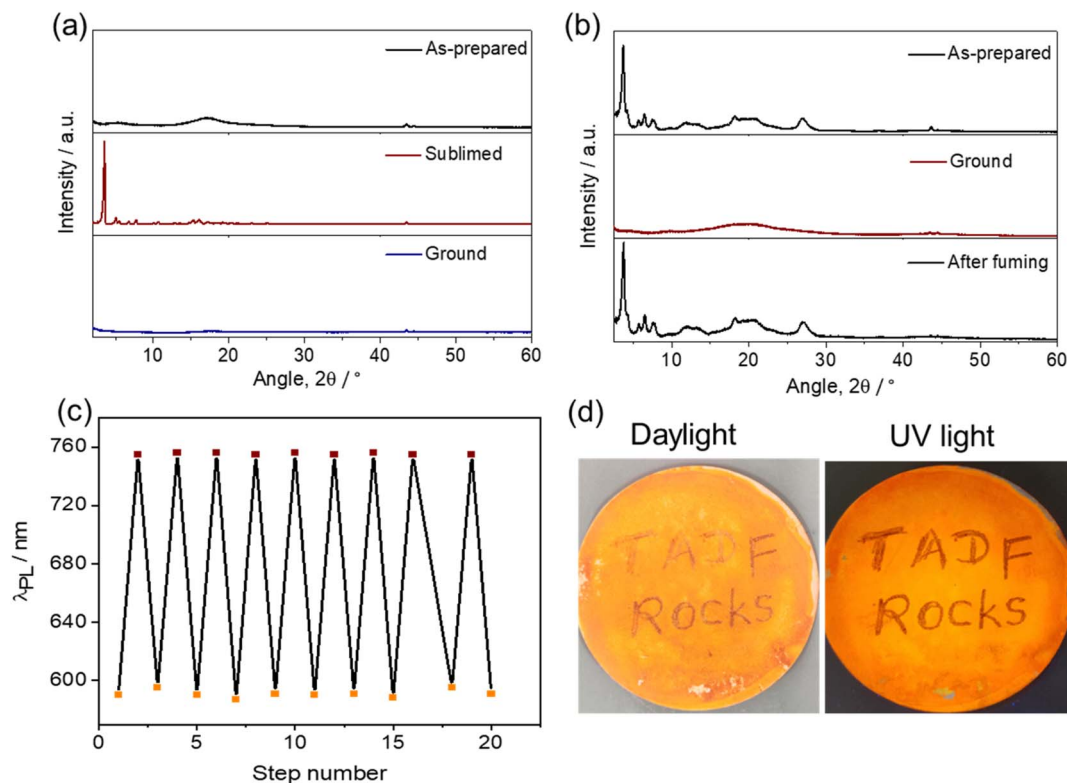 (a)
As-prepared
Sublimed
Ground
Intensity / a.u.
10 20 30 40 50 60
Angle, 2θ / °
(b)
As-prepared
Ground
After fuming
Intensity / a.u.
10 20 30 40 50 60
Angle, 2θ / °
(c)
760
720
680
640
600
λPL / nm
0 5 10 15 20
Step number
(d)
Daylight
TADF
Rocks
UV light
TADF
Rocks